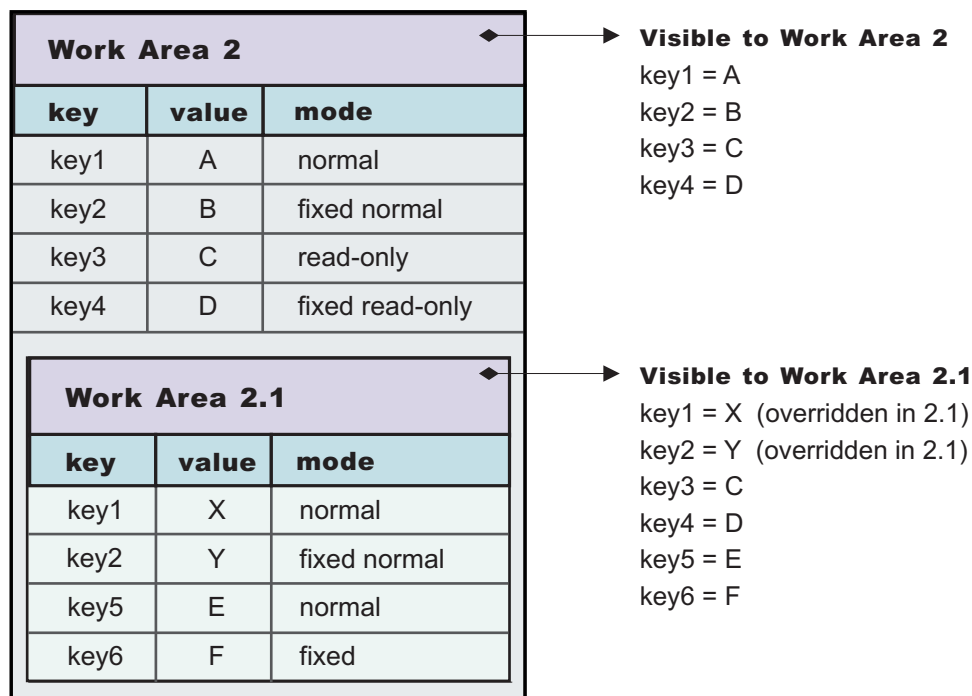 Work Area 2
key value mode
key1 A normal
key2 B fixed normal
key3 C read-only
key4 D fixed read-only
Visible to Work Area 2
key1 = A
key2 = B
key3 = C
key4 = D
Work Area 2.1
key value mode
key1 X normal
key2 Y fixed normal
key5 E normal
key6 F fixed
Visible to Work Area 2.1
key1 = X (overridden in 2.1)
key2 = Y (overridden in 2.1)
key3 = C
key4 = D
key5 = E
key6 = F